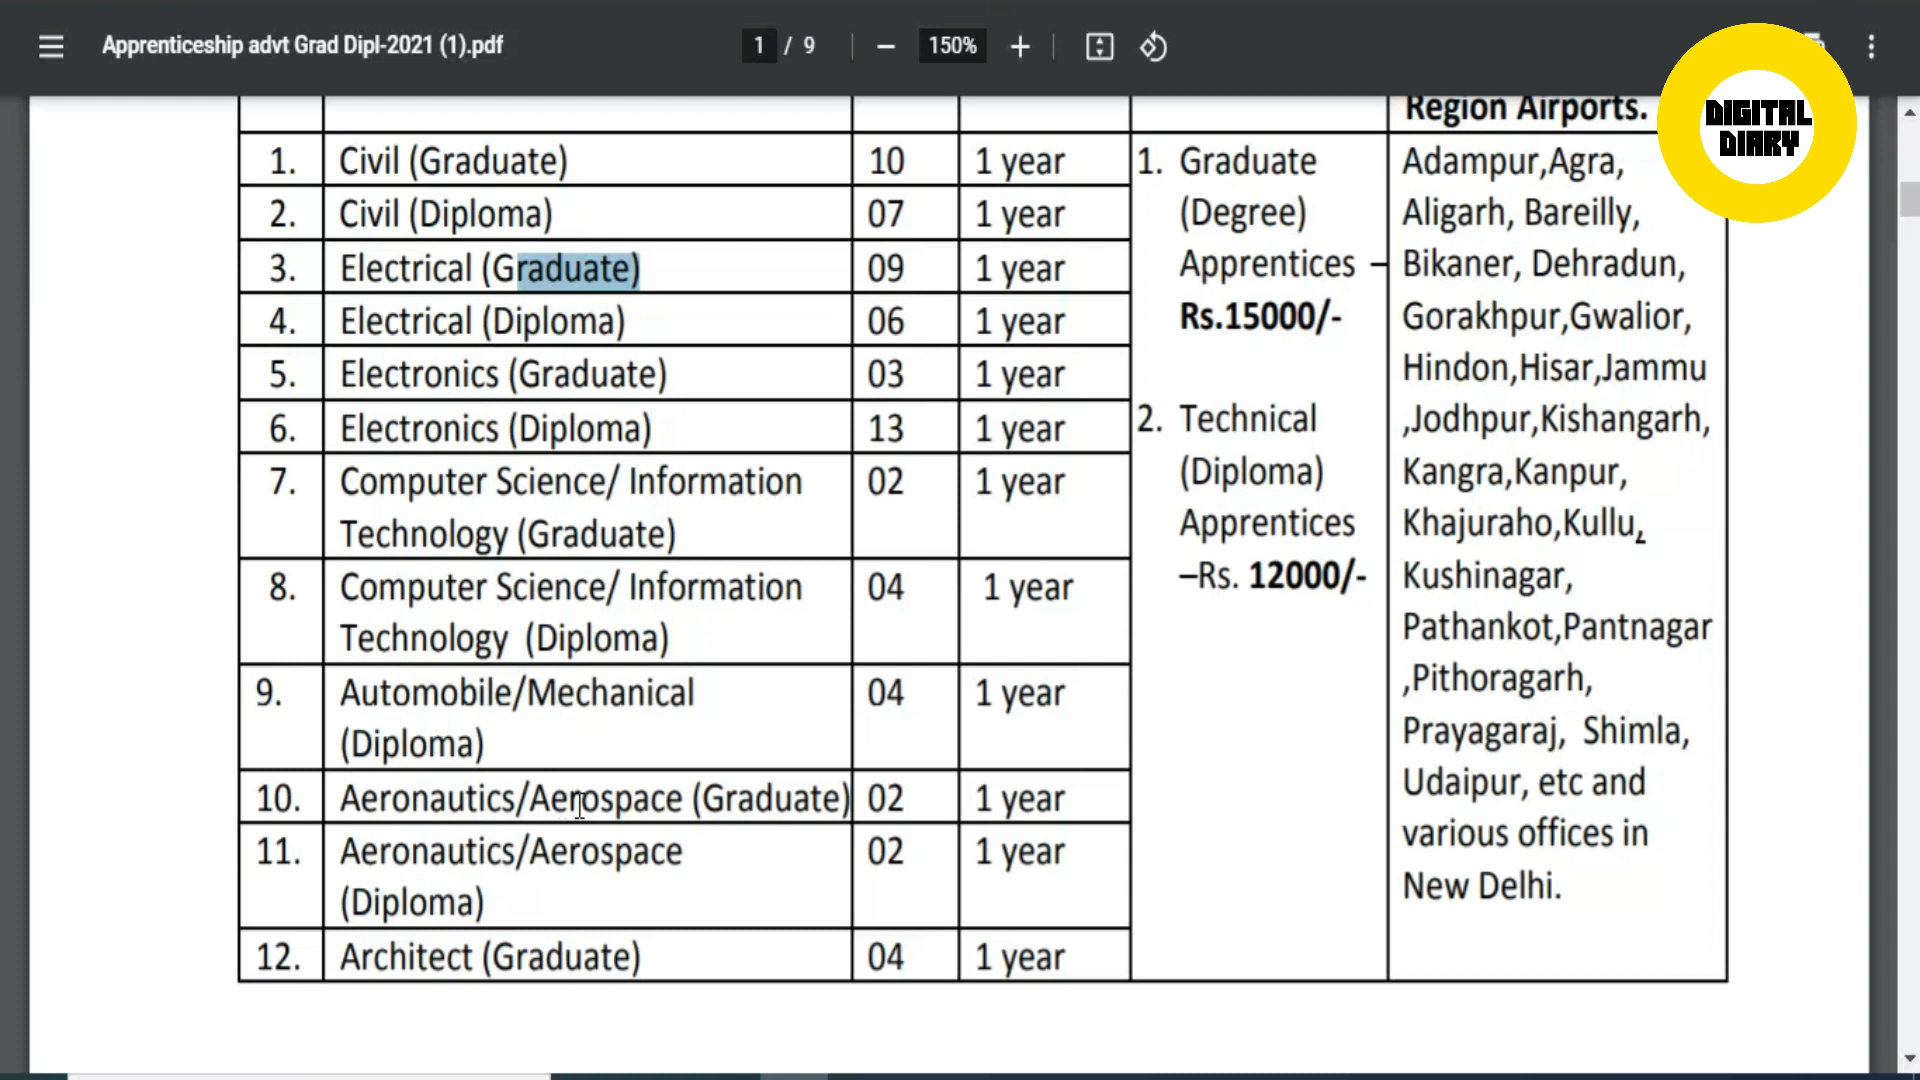 Apprenticeship advt Grad Dipl-2021 (1).pdf
1 / 9
150%
DIGITAL
DIARY
Region Airports.
1. Civil (Graduate) 10 1 year
2. Civil (Diploma) 07 1 year
3. Electrical (Graduate) 09 1 year
4. Electrical (Diploma) 06 1 year
5. Electronics (Graduate) 03 1 year
6. Electronics (Diploma) 13 1 year
7. Computer Science/ Information 02 1 year
Technology (Graduate)
8. Computer Science/ Information 04 1 year
Technology (Diploma)
9. Automobile/Mechanical 04 1 year
(Diploma)
10. Aeronautics/Aerospace (Graduate) 02 1 year
11. Aeronautics/Aerospace 02 1 year
(Diploma)
12. Architect (Graduate) 04 1 year
1. Graduate
(Degree)
Apprentices –
Rs.15000/-
2. Technical
(Diploma)
Apprentices
–Rs. 12000/-
Adampur,Agra,
Aligarh, Bareilly,
Bikaner, Dehradun,
Gorakhpur,Gwalior,
Hindon,Hisar,Jammu
,Jodhpur,Kishangarh,
Kangra,Kanpur,
Khajuraho,Kullu,
Kushinagar,
Pathankot,Pantnagar
,Pithoragarh,
Prayagaraj, Shimla,
Udaipur, etc and
various offices in
New Delhi.